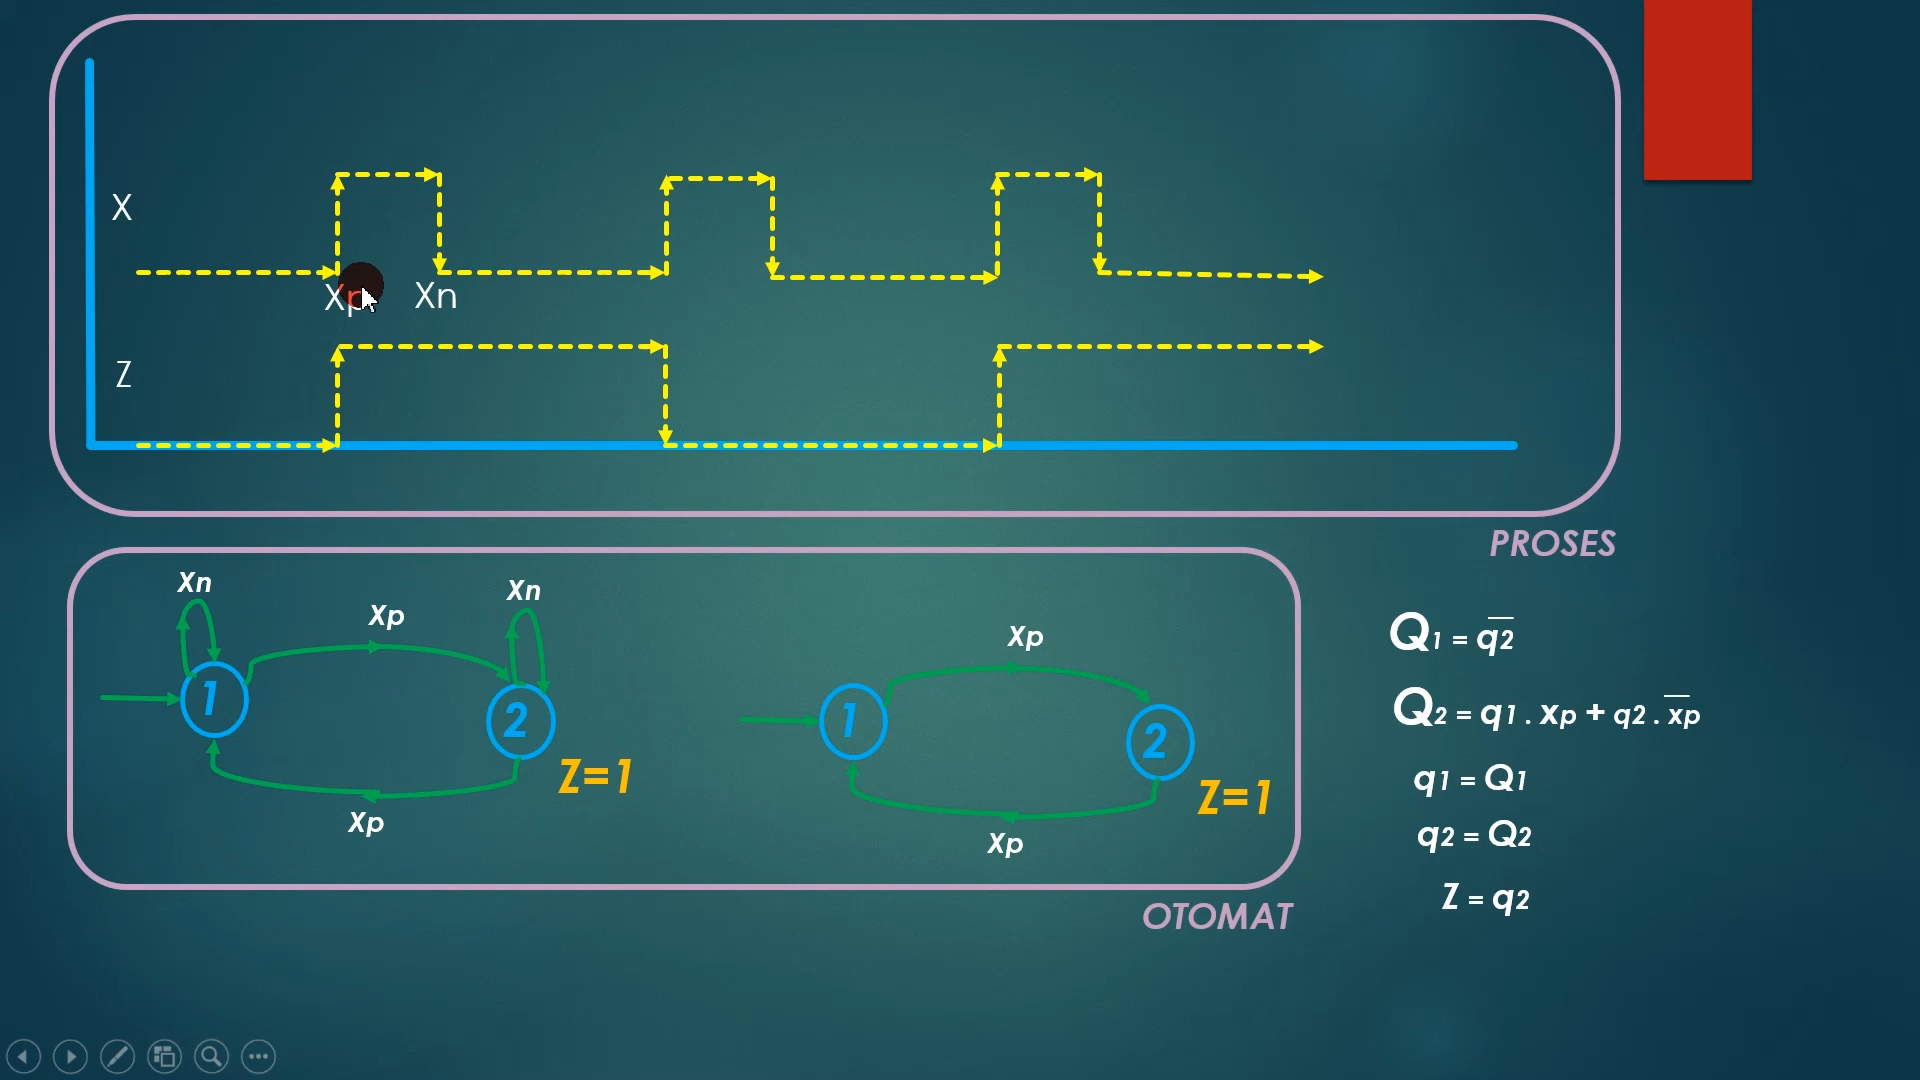 X
Xp Xn
Z
PROSES
Xn Xn
Xp
Xp
1 2 1 2
Z=1 Z=1
Xp
Xp
OTOMAT
Q1 = q2̅
Q2 = q1 . xp + q2 . x̅p̅
q1 = Q1
q2 = Q2
Z = q2